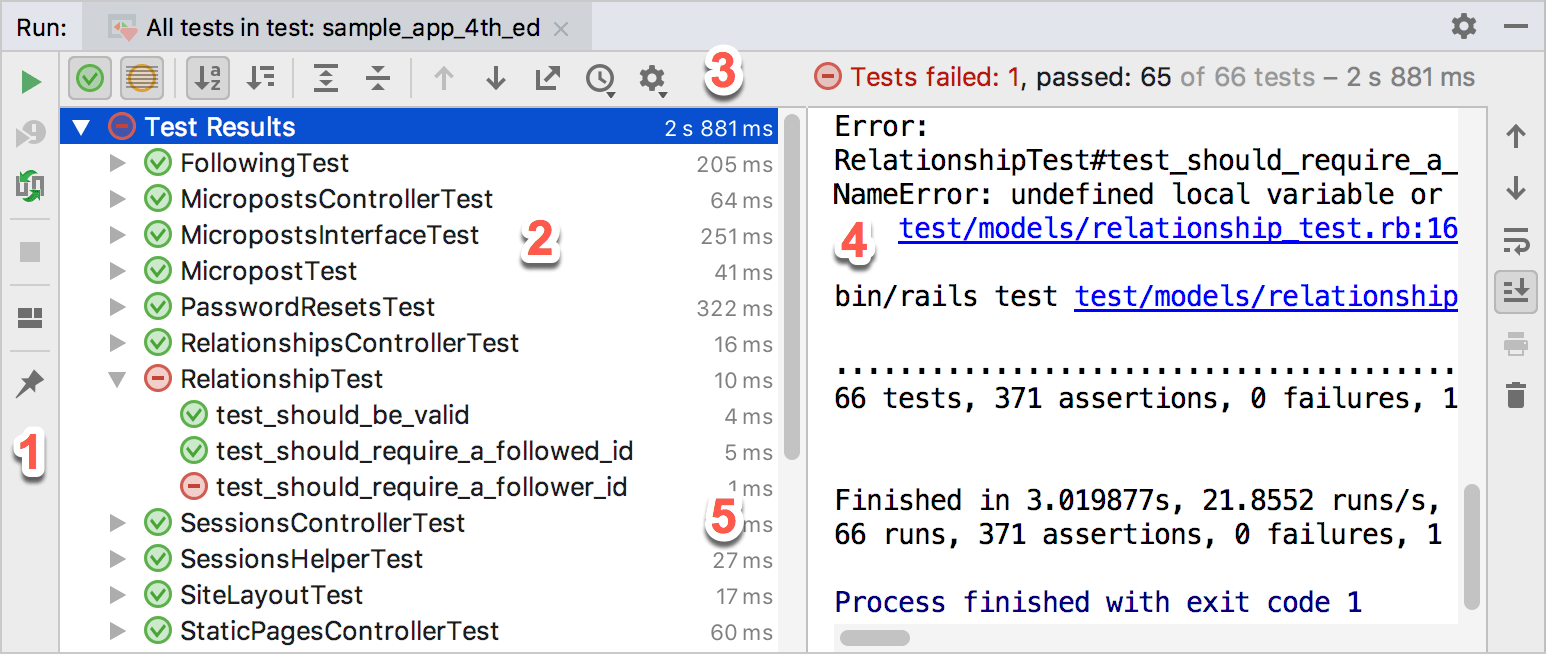 Run: All tests in test: sample_app_4th_ed
3
Tests failed: 1, passed: 65 of 66 tests – 2 s 881 ms
Test Results 2 s 881 ms
FollowingTest 205 ms
MicropostsControllerTest 64 ms
MicropostsInterfaceTest 251 ms
2
MicropostTest 41 ms
PasswordResetsTest 322 ms
RelationshipsControllerTest 16 ms
RelationshipTest 10 ms
test_should_be_valid 4 ms
test_should_require_a_followed_id 5 ms
test_should_require_a_follower_id 1 ms
SessionsControllerTest ms
5
SessionsHelperTest 27 ms
SiteLayoutTest 17 ms
StaticPagesControllerTest 60 ms
1
Error:
RelationshipTest#test_should_require_a_
NameError: undefined local variable or
4
test/models/relationship_test.rb:16
bin/rails test test/models/relationship
........................................
66 tests, 371 assertions, 0 failures, 1
Finished in 3.019877s, 21.8552 runs/s,
66 runs, 371 assertions, 0 failures, 1
Process finished with exit code 1